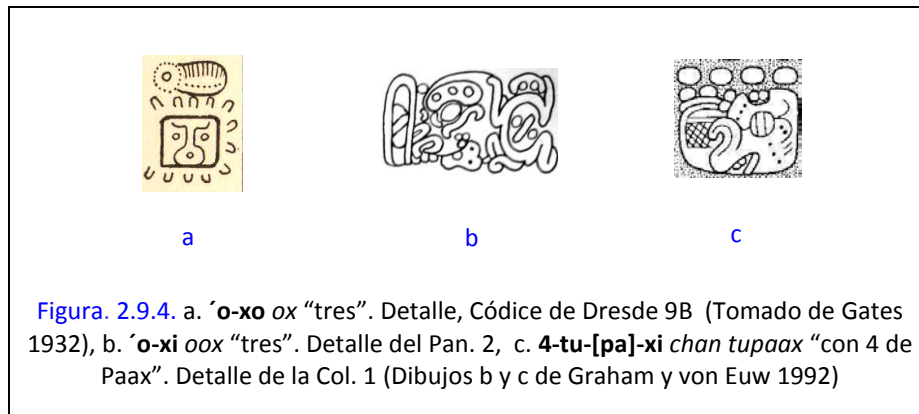 a
b
c
Figura. 2.9.4. a. ´o-xo ox “tres”. Detalle, Códice de Dresde 9B (Tomado de Gates
1932), b. ´o-xi oox “tres”. Detalle del Pan. 2, c. 4-tu-[pa]-xi chan tupaax “con 4 de
Paax”. Detalle de la Col. 1 (Dibujos b y c de Graham y von Euw 1992)